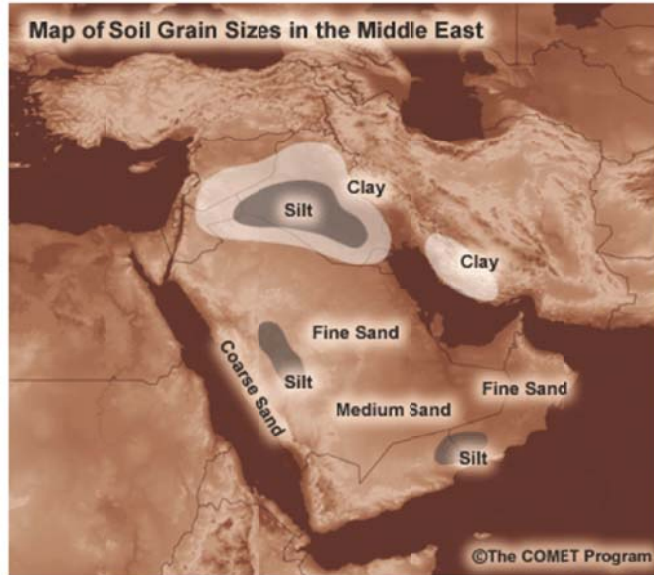 Map of Soil Grain Sizes in the Middle East
Clay
Silt
Clay
Fine Sand
Coarse Sand
Silt
Fine Sand
Medium Sand
Silt
©The COMET Program